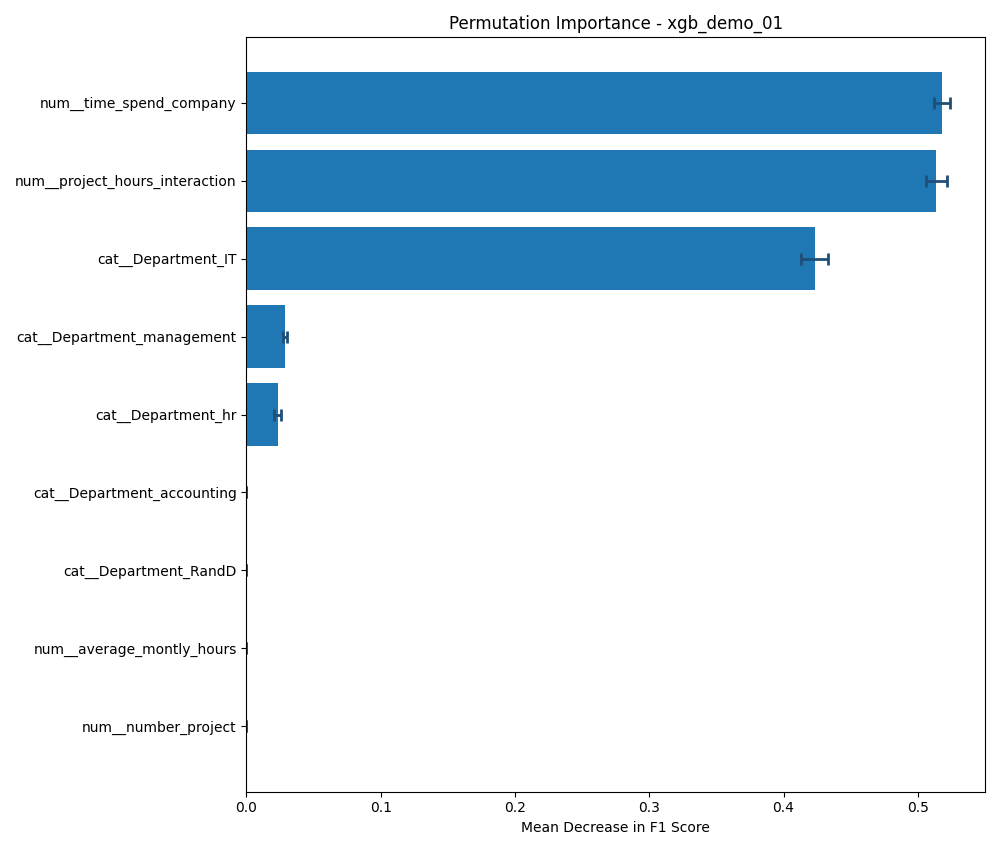 Permutation Importance - xgb_demo_01
num__time_spend_company
num__project_hours_interaction
cat__Department_IT
cat__Department_management
cat__Department_hr
cat__Department_accounting
cat__Department_RandD
num__average_montly_hours
num__number_project
0.0 0.1 0.2 0.3 0.4 0.5
Mean Decrease in F1 Score